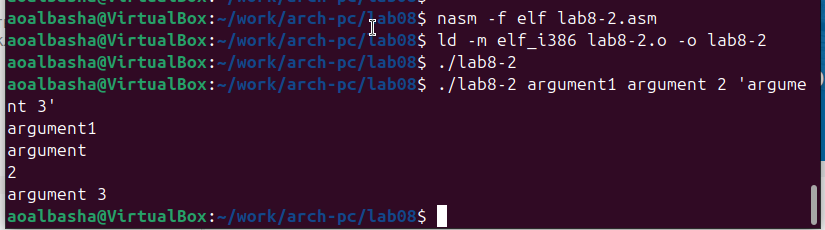 aoalbasha@VirtualBox:~/work/arch-pc/lab08$ nasm -f elf lab8-2.asm
aoalbasha@VirtualBox:~/work/arch-pc/lab08$ ld -m elf_i386 lab8-2.o -o lab8-2
aoalbasha@VirtualBox:~/work/arch-pc/lab08$ ./lab8-2
aoalbasha@VirtualBox:~/work/arch-pc/lab08$ ./lab8-2 argument1 argument 2 'argume
nt 3'
argument1
argument
2
argument 3
aoalbasha@VirtualBox:~/work/arch-pc/lab08$